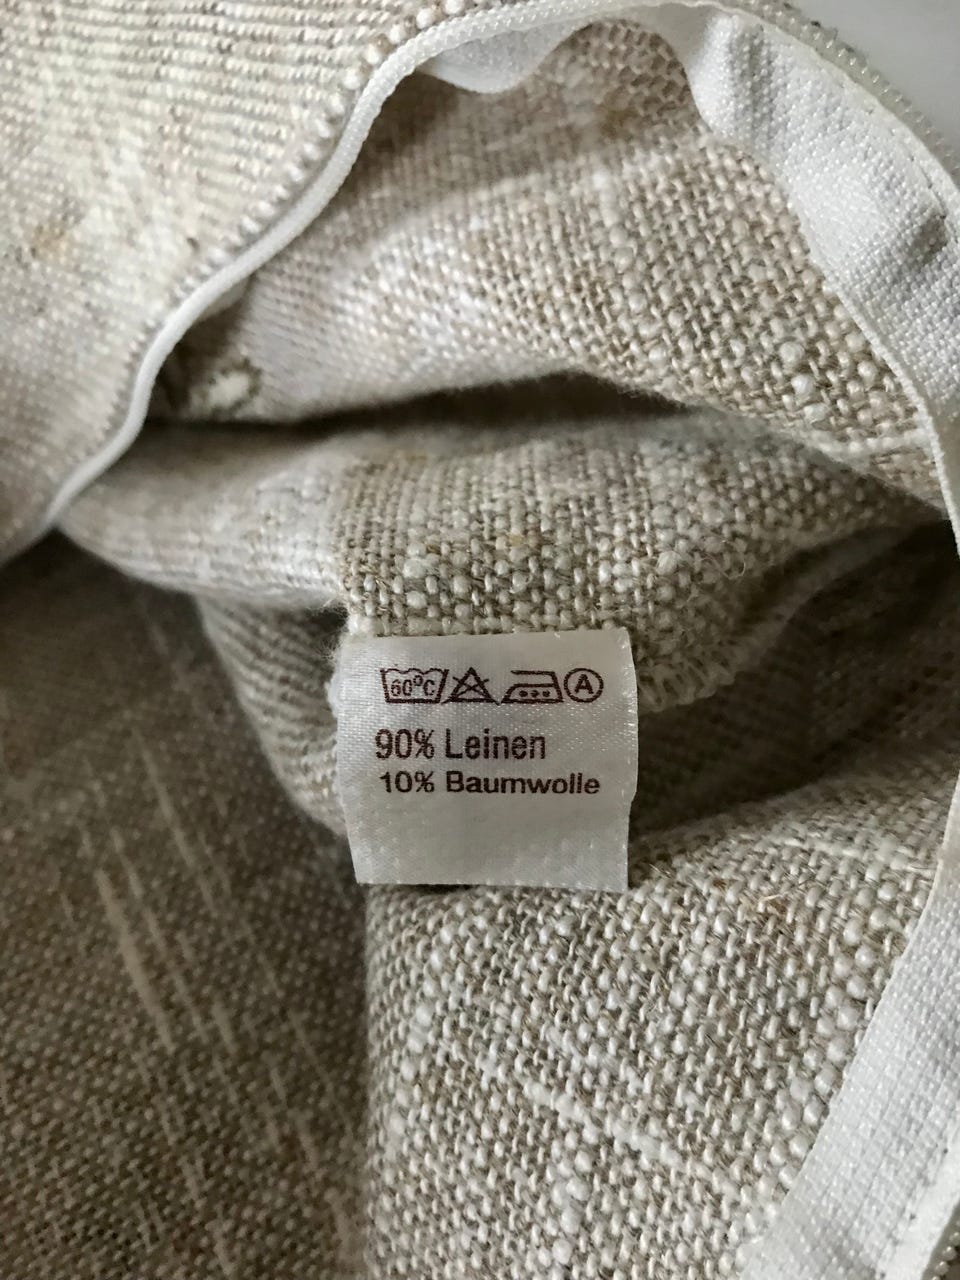 60°C A
90% Leinen
10% Baumwolle